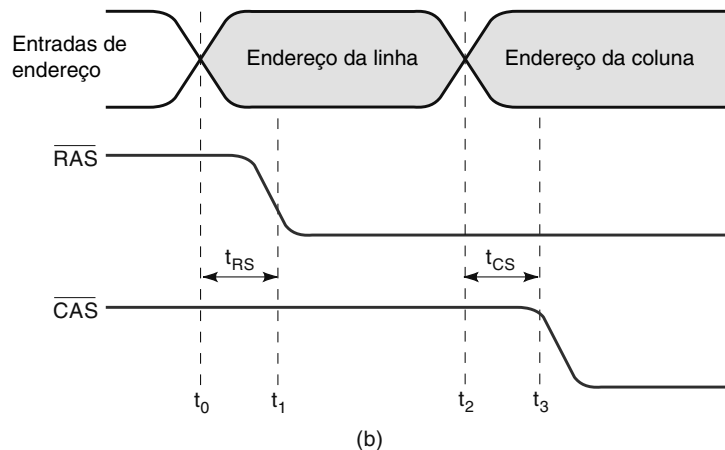 Entradas de
endereço
Endereço da linha
Endereço da coluna
RAS
t_RS
t_CS
CAS
t_0
t_1
t_2
t_3
(b)